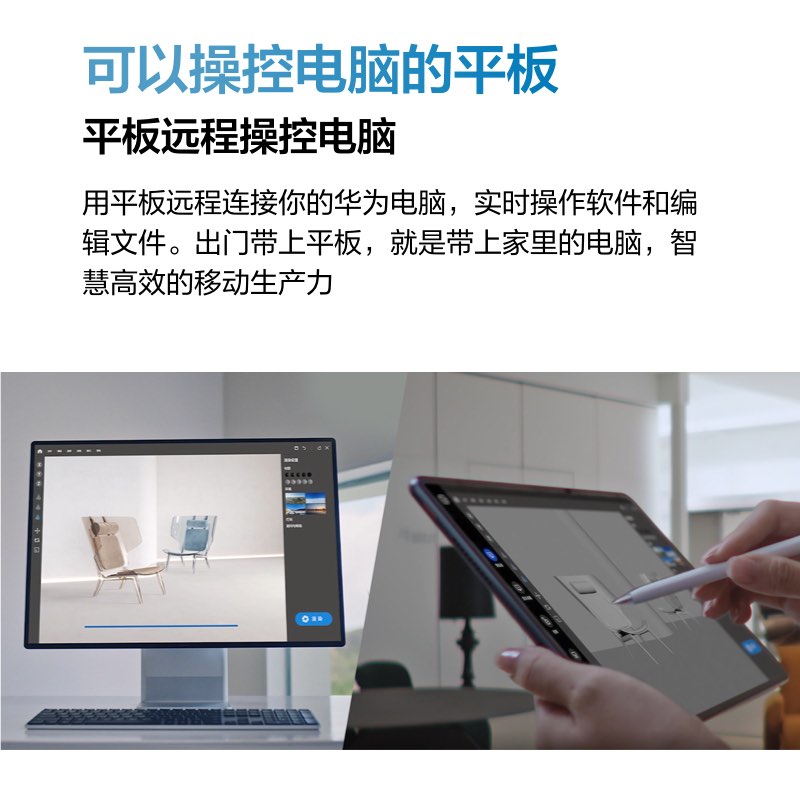 可以操控电脑的平板
平板远程操控电脑
用平板远程连接你的华为电脑，实时操作软件和编
辑文件。出门带上平板，就是带上家里的电脑，智
慧高效的移动生产力
渲染